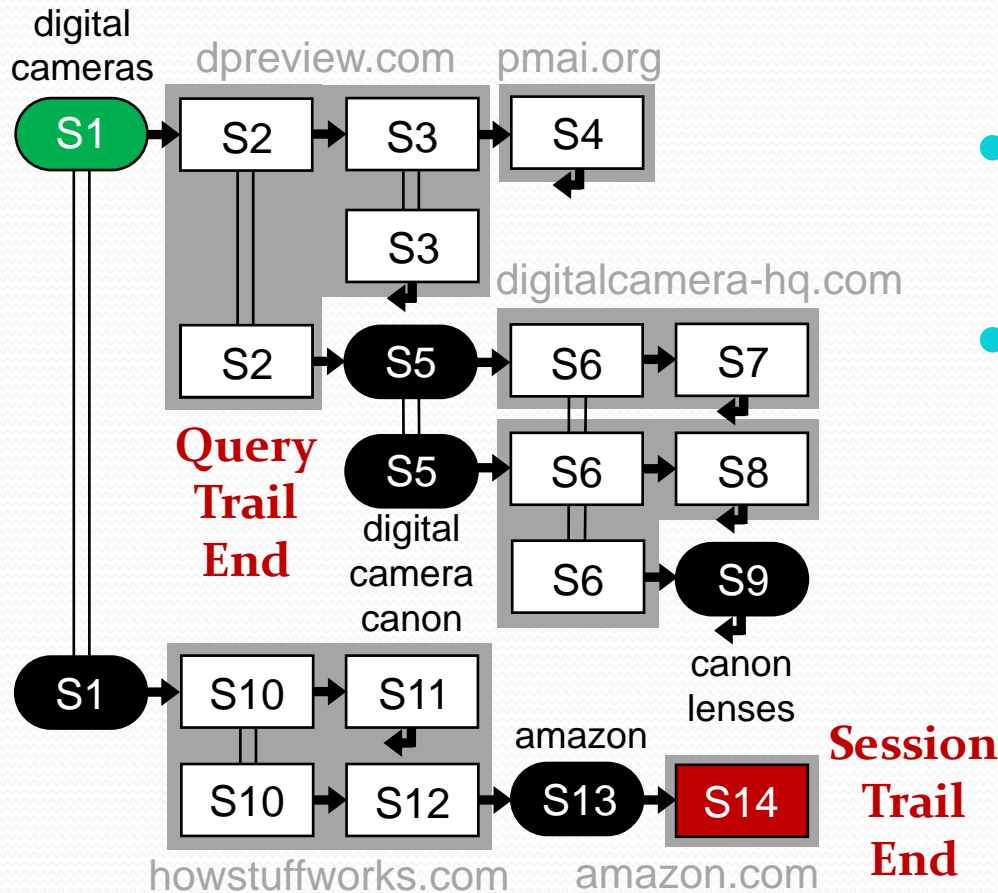 digital
cameras
dpreview.com
pmai.org
S1
S2
S3
S4
S3
digitalcamera-hq.com
S2
S5
S6
S7
Query
Trail
End
S5
S6
S8
digital
camera
canon
S6
S9
canon
lenses
S1
S10
S11
amazon
Session
Trail
End
S10
S12
S13
S14
howstuffworks.com
amazon.com